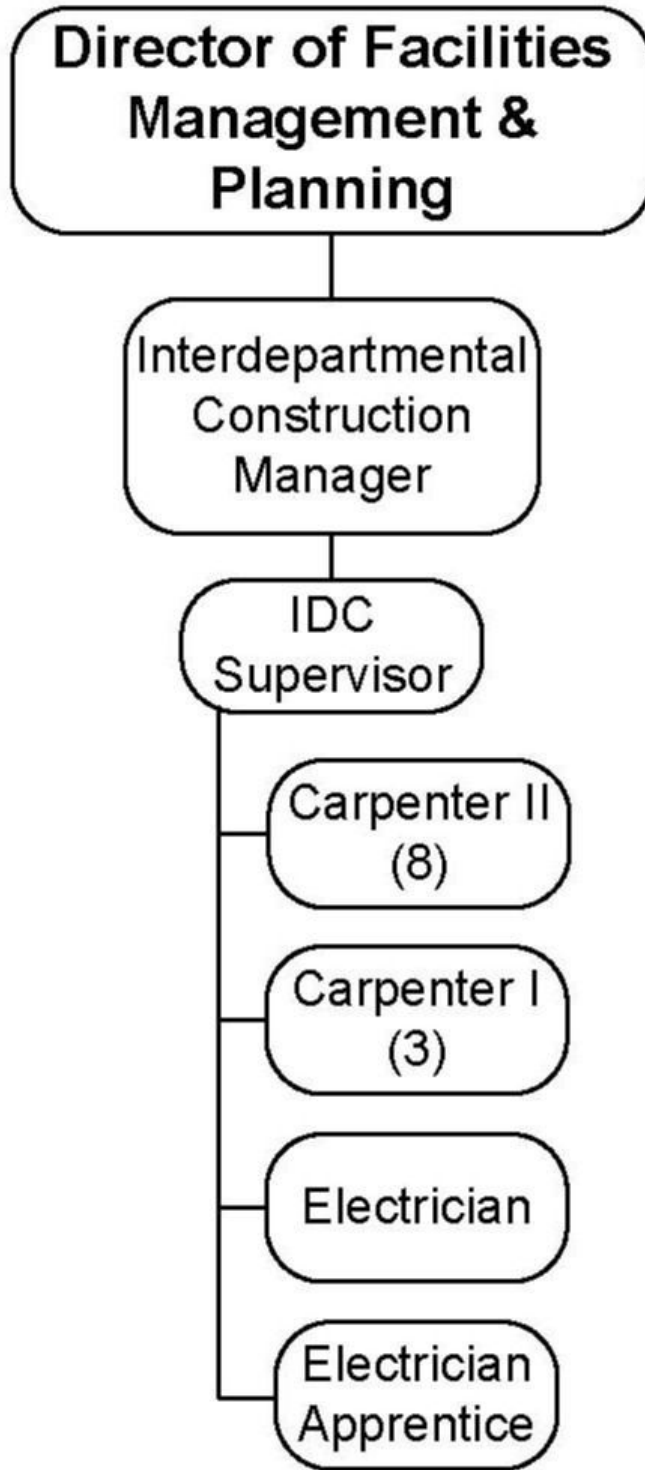 Director of Facilities
Management &
Planning
Interdepartmental
Construction
Manager
IDC
Supervisor
Carpenter II
(8)
Carpenter I
(3)
Electrician
Electrician
Apprentice